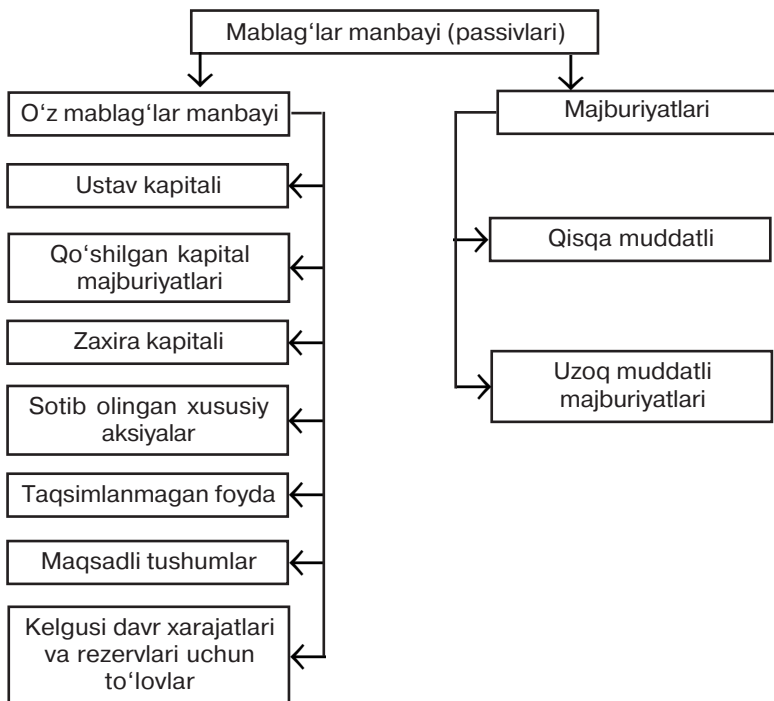 Mablag‘lar manbayi (passivlari)
O‘z mablag‘lar manbayi
Ustav kapitali
Qo‘shilgan kapital
majburiyatlari
Zaxira kapitali
Sotib olingan xususiy
aksiyalar
Taqsimlanmagan foyda
Maqsadli tushumlar
Kelgusi davr xarajatlari
va rezervlari uchun
to‘lovlar
Majburiyatlari
Qisqa muddatli
Uzoq muddatli
majburiyatlari